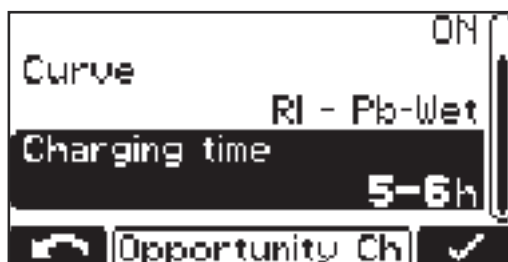 ON
Curve
RI - Pb-Wet
Charging time
5-6h
Opportunity Ch